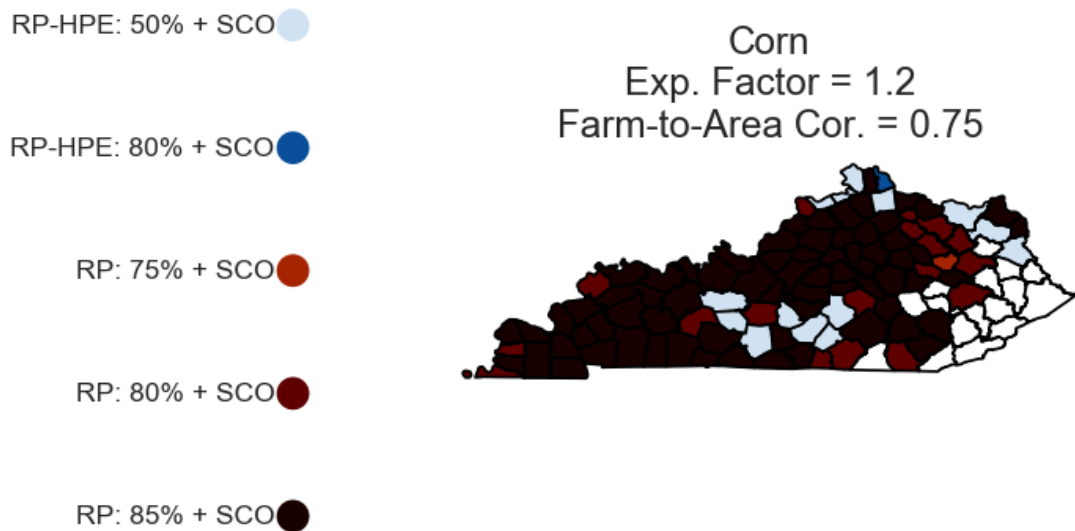 RP-HPE: 50% + SCO
Corn
Exp. Factor = 1.2
Farm-to-Area Cor. = 0.75
RP-HPE: 80% + SCO
RP: 75% + SCO
RP: 80% + SCO
RP: 85% + SCO